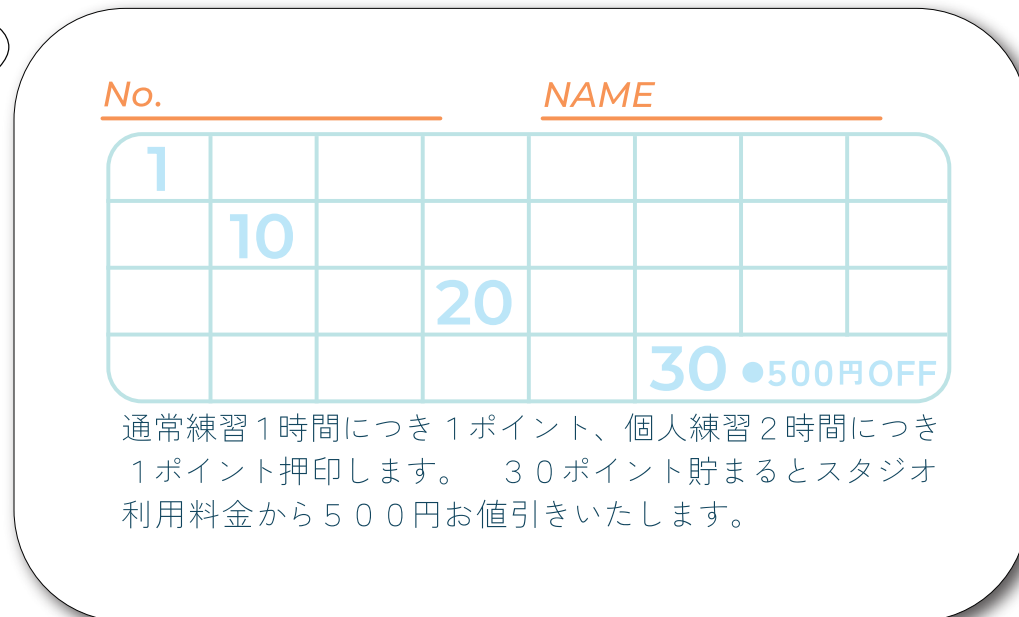 No. NAME
1
10
20
30 ●500円OFF
通常練習１時間につき１ポイント、個人練習２時間につき
１ポイント押印します。　３０ポイント貯まるとスタジオ
利用料金から５００円お値引きいたします。